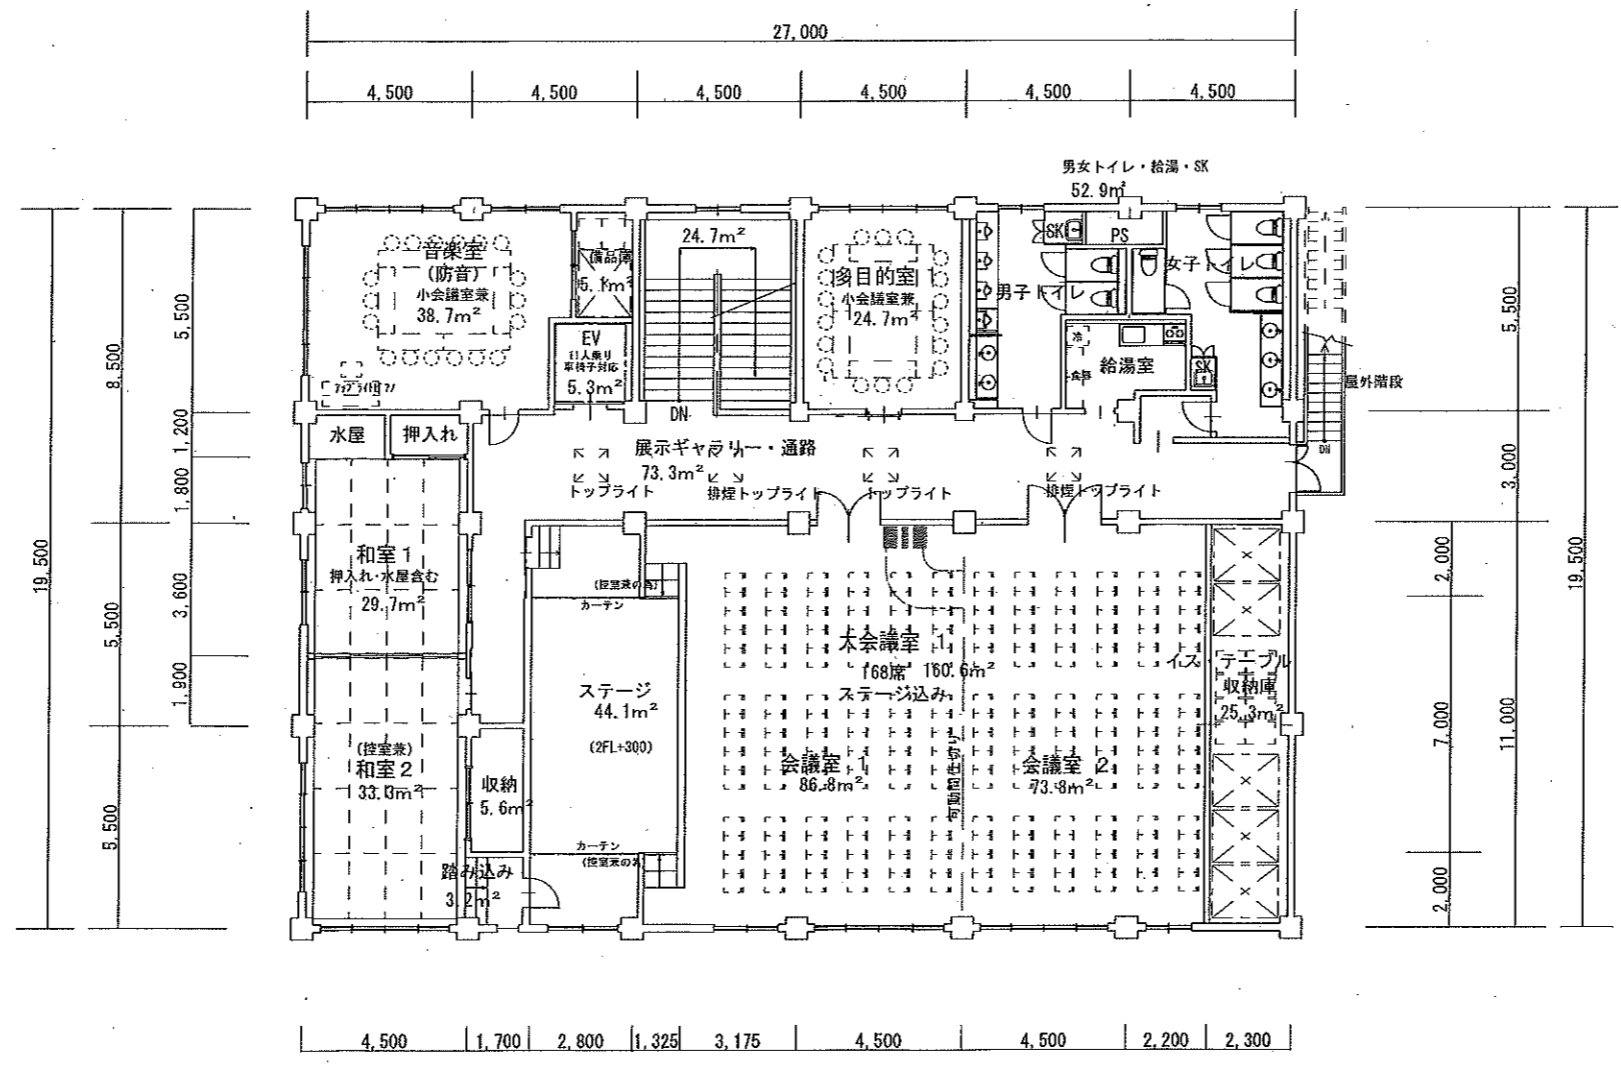 27,000
4,500
4,500
4,500
4,500
4,500
4,500
男女トイレ・給湯・SK
52.9㎡
音楽室
(防音)
小会議室兼
38.7m²
備品庫
24.7m²
多目的室 1
小会議室兼
24.7m²
SK
PS
男子トイレ
女子トイレ
EV
11人乗り
車椅子対応
5.3m²
冷
給湯室
SK
屋外階段
DN
DN
水屋
押入れ
展示ギャラリー・通路
73.3m²
トップライト
排煙トップライト
トップライト
排煙トップライト
和室1
押入れ・水屋含む
29.7m²
カーテン
ステージ
44.1m²
(2FL+300)
カーテン
大会議室 1
168席 160.6m²
ステージ込み
会議室 1
86.8m²
可動間仕切り
会議室 2
73.8m²
イス・テーブル
収納庫
25.3m²
(控室兼)
和室2
33.3m²
収納
5.6m²
踏み込み
3.2m²
19,500
8,500
5,500
5,500
5,500
1,200
1,800
3,600
1,900
5,500
3,000
11,000
2,000
7,000
2,000
19,500
4,500
1,700
2,800
1,325
3,175
4,500
4,500
2,200
2,300